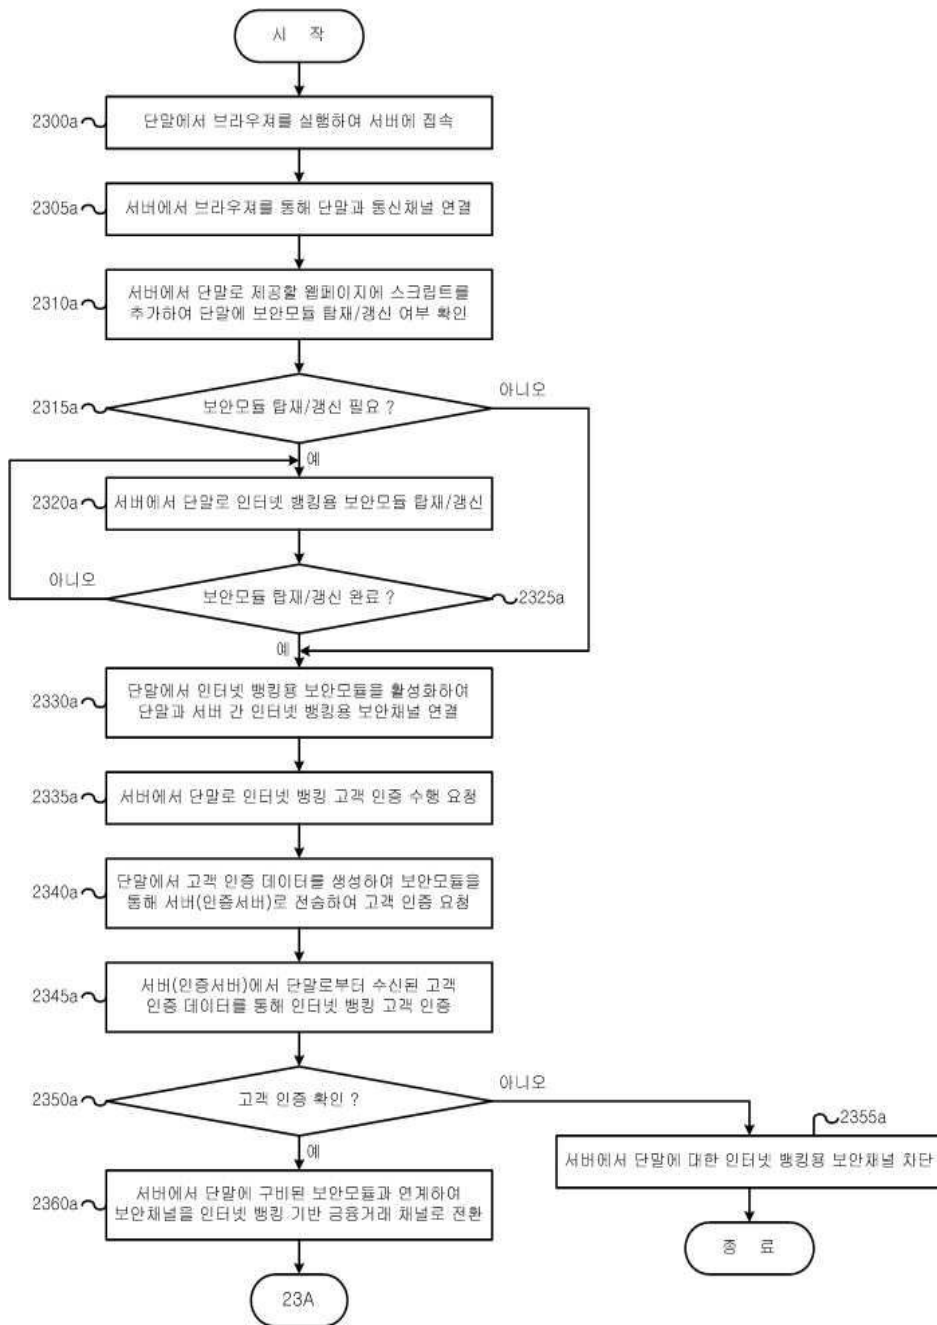 시 작
2300a
단말에서 브라우져를 실행하여 서버에 접속
2305a
서버에서 브라우져를 통해 단말과 통신채널 연결
2310a
서버에서 단말로 제공할 웹페이지에 스크립트를
추가하여 단말에 보안모듈 탑재/갱신 여부 확인
아니오
2315a
보안모듈 탑재/갱신 필요 ?
예
2320a
서버에서 단말로 인터넷 뱅킹용 보안모듈 탑재/갱신
아니오
보안모듈 탑재/갱신 완료 ?
2325a
예
2330a
단말에서 인터넷 뱅킹용 보안모듈을 활성화하여
단말과 서버 간 인터넷 뱅킹용 보안채널 연결
2335a
서버에서 단말로 인터넷 뱅킹 고객 인증 수행 요청
2340a
단말에서 고객 인증 데이터를 생성하여 보안모듈을
통해 서버(인증서버)로 전송하여 고객 인증 요청
2345a
서버(인증서버)에서 단말로부터 수신된 고객
인증 데이터를 통해 인터넷 뱅킹 고객 인증
아니오
2350a
고객 인증 확인 ?
2355a
예
서버에서 단말에 대한 인터넷 뱅킹용 보안채널 차단
2360a
서버에서 단말에 구비된 보안모듈과 연계하여
보안채널을 인터넷 뱅킹 기반 금융거래 채널로 전환
종 료
23A